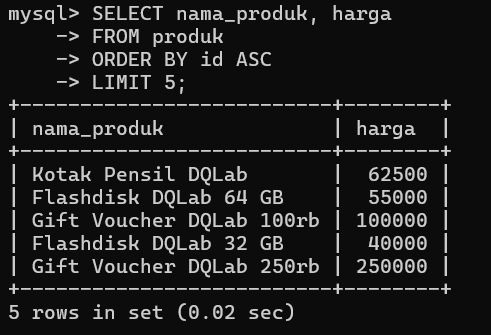 mysql> SELECT nama_produk, harga
    -> FROM produk
    -> ORDER BY id ASC
    -> LIMIT 5;
+---------------------------+--------+
| nama_produk               | harga  |
+---------------------------+--------+
| Kotak Pensil DQLab        |  62500 |
| Flashdisk DQLab 64 GB     |  55000 |
| Gift Voucher DQLab 100rb  | 100000 |
| Flashdisk DQLab 32 GB     |  40000 |
| Gift Voucher DQLab 250rb  | 250000 |
+---------------------------+--------+
5 rows in set (0.02 sec)